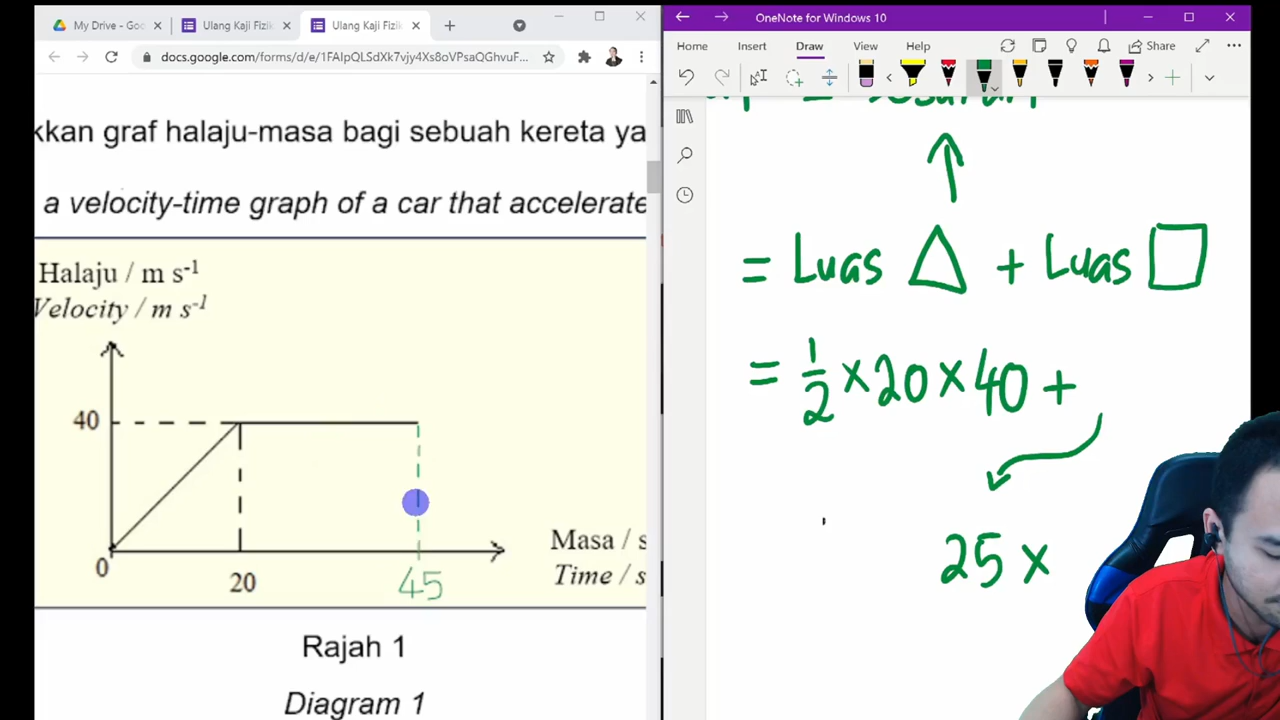 My Drive - Goo
Ulang Kaji Fizik
Ulang Kaji Fizik
docs.google.com/forms/d/e/1FAIpQLSdXk7vjy4Xs8oVPsaQGhvuF...
kkan graf halaju-masa bagi sebuah kereta ya
a velocity-time graph of a car that accelerate
Halaju / m s⁻¹
Velocity / m s⁻¹
40
0
20
45
Masa / s
Time / s
Rajah 1
Diagram 1
OneNote for Windows 10
Home Insert Draw View Help
Share
= Luas △ + Luas □
= 1/2 × 20 × 40 +
25 ×